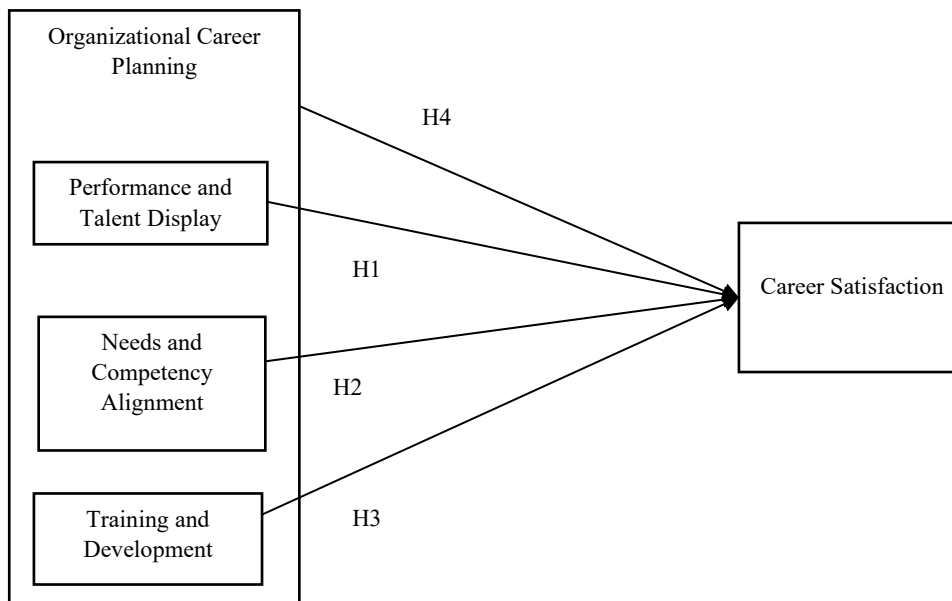 Organizational Career
Planning
H4
Performance and
Talent Display
H1
Career Satisfaction
Needs and
Competency
Alignment
H2
Training and
Development
H3